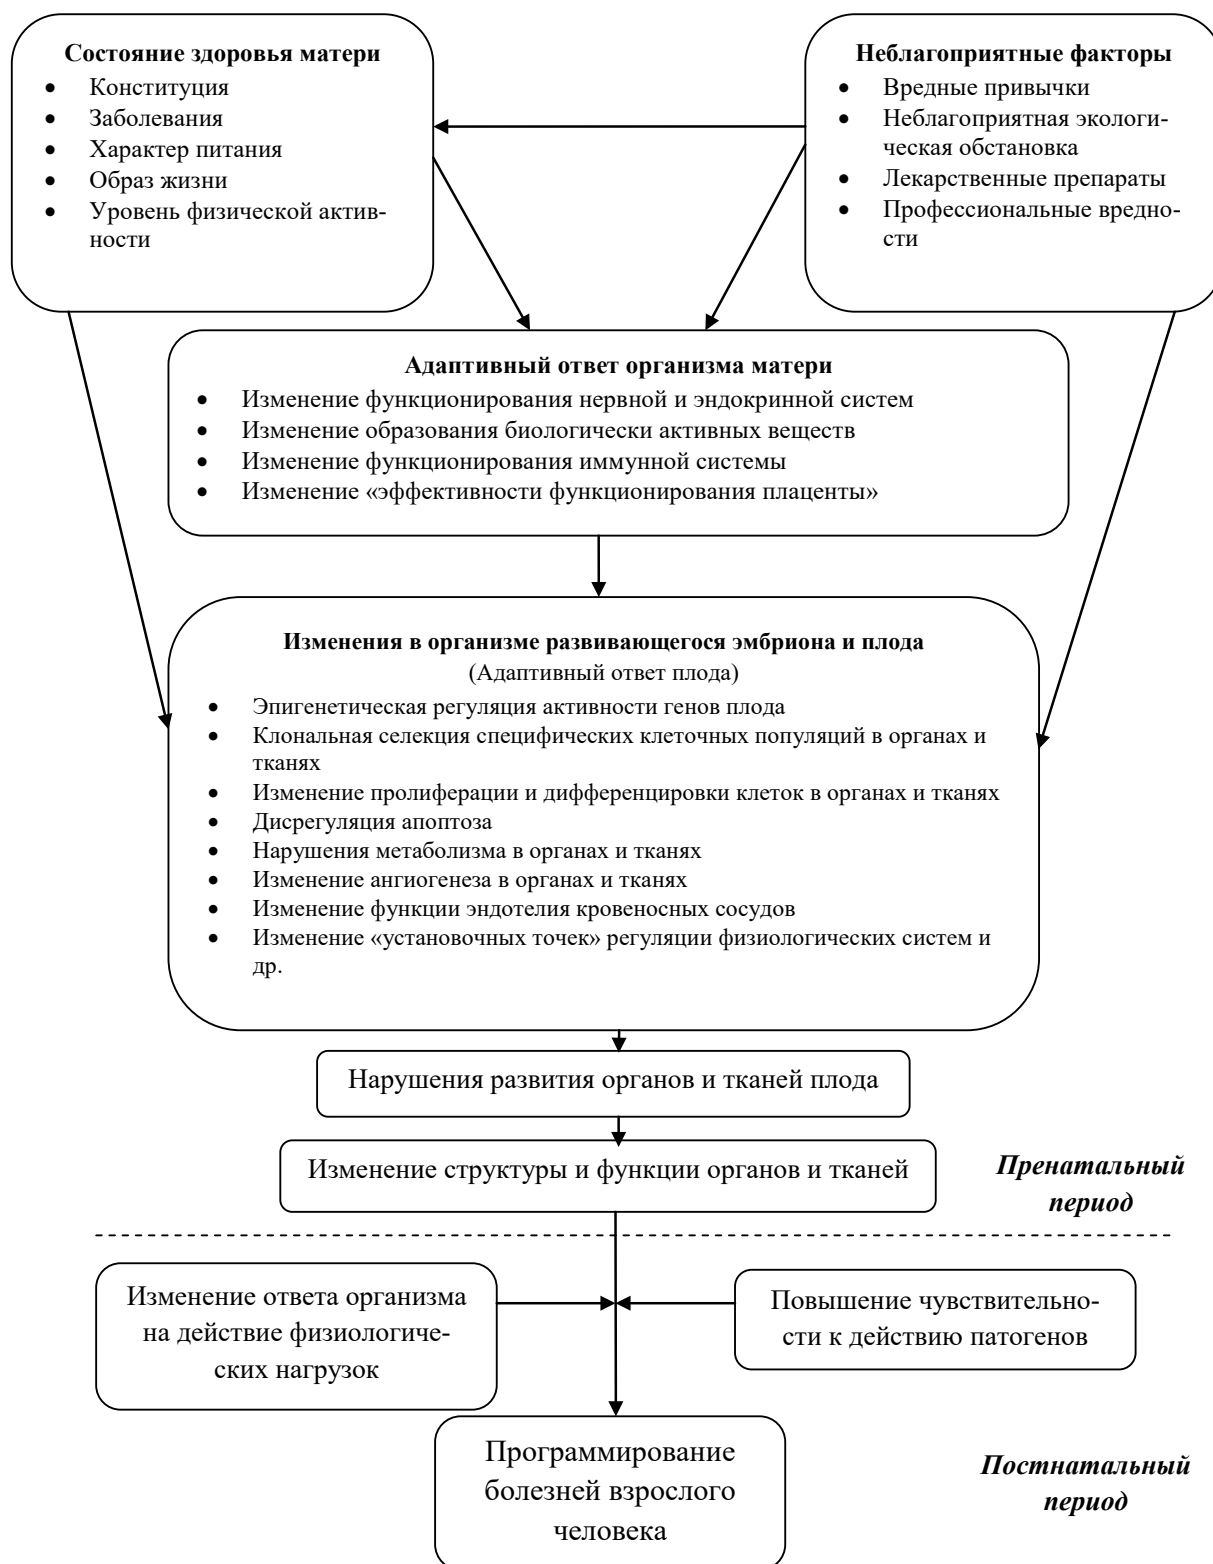 Состояние здоровья матери
• Конституция
• Заболевания
• Характер питания
• Образ жизни
• Уровень физической актив-
ности
Неблагоприятные факторы
• Вредные привычки
• Неблагоприятная экологи-
ческая обстановка
• Лекарственные препараты
• Профессиональные вредно-
сти
Адаптивный ответ организма матери
• Изменение функционирования нервной и эндокринной систем
• Изменение образования биологически активных веществ
• Изменение функционирования иммунной системы
• Изменение «эффективности функционирования плаценты»
Изменения в организме развивающегося эмбриона и плода
(Адаптивный ответ плода)
• Эпигенетическая регуляция активности генов плода
• Клональная селекция специфических клеточных популяций в органах и
тканях
• Изменение пролиферации и дифференцировки клеток в органах и тканях
• Дисрегуляция апоптоза
• Нарушения метаболизма в органах и тканях
• Изменение ангиогенеза в органах и тканях
• Изменение функции эндотелия кровеносных сосудов
• Изменение «установочных точек» регуляции физиологических систем и
др.
Нарушения развития органов и тканей плода
Изменение структуры и функции органов и тканей
Пренатальный
период
Изменение ответа организма
на действие физиологиче-
ских нагрузок
Повышение чувствительно-
сти к действию патогенов
Программирование
болезней взрослого
человека
Постнатальный
период